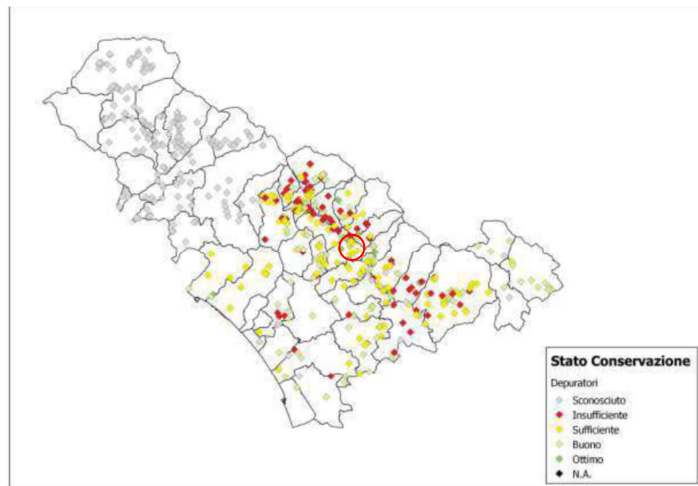 Stato Conservazione
Depuratori
Sconosciuto
Insufficiente
Sufficiente
Buono
Ottimo
N.A.